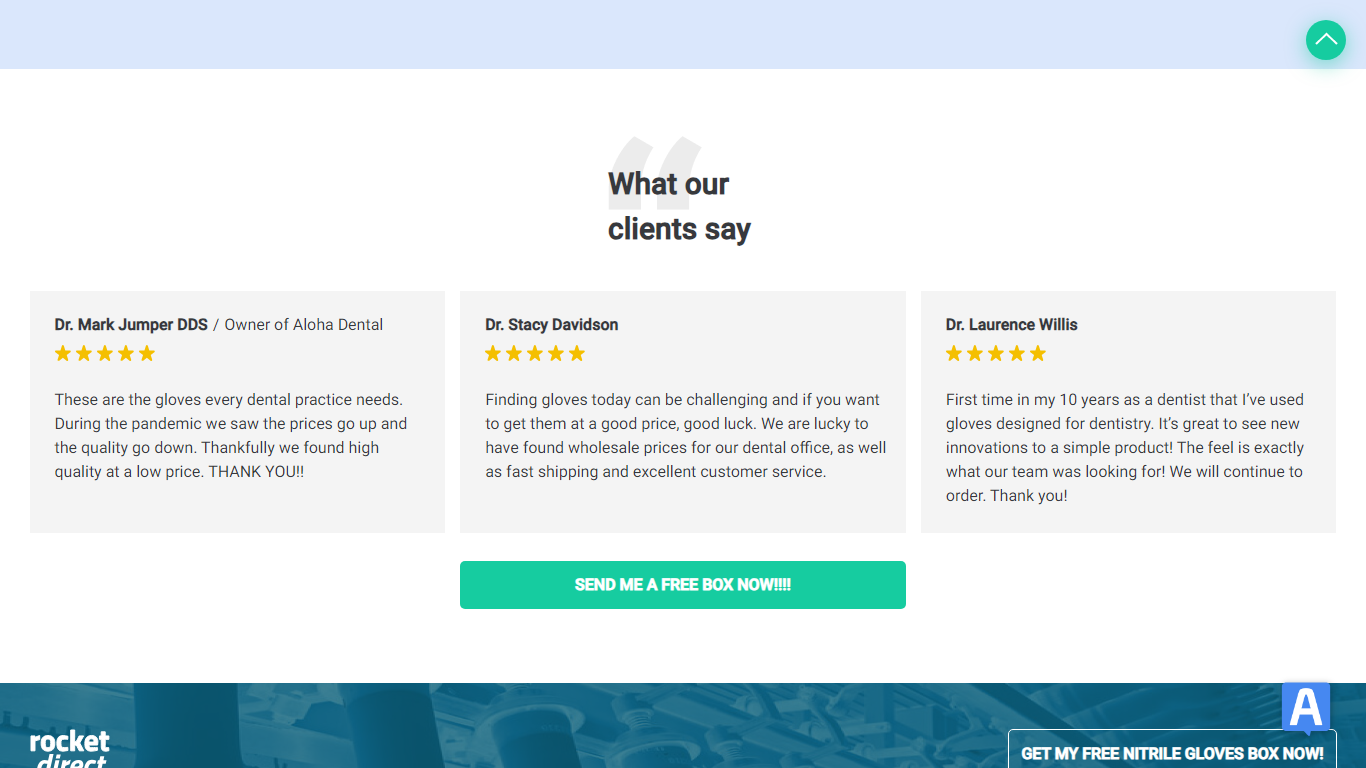 What our
clients say
Dr. Mark Jumper DDS / Owner of Aloha Dental
These are the gloves every dental practice needs.
During the pandemic we saw the prices go up and
the quality go down. Thankfully we found high
quality at a low price. THANK YOU!!
Dr. Stacy Davidson
Finding gloves today can be challenging and if you want
to get them at a good price, good luck. We are lucky to
have found wholesale prices for our dental office, as well
as fast shipping and excellent customer service.
Dr. Laurence Willis
First time in my 10 years as a dentist that I’ve used
gloves designed for dentistry. It’s great to see new
innovations to a simple product! The feel is exactly
what our team was looking for! We will continue to
order. Thank you!
SEND ME A FREE BOX NOW!!!!
A
rocket
direct
GET MY FREE NITRILE GLOVES BOX NOW!